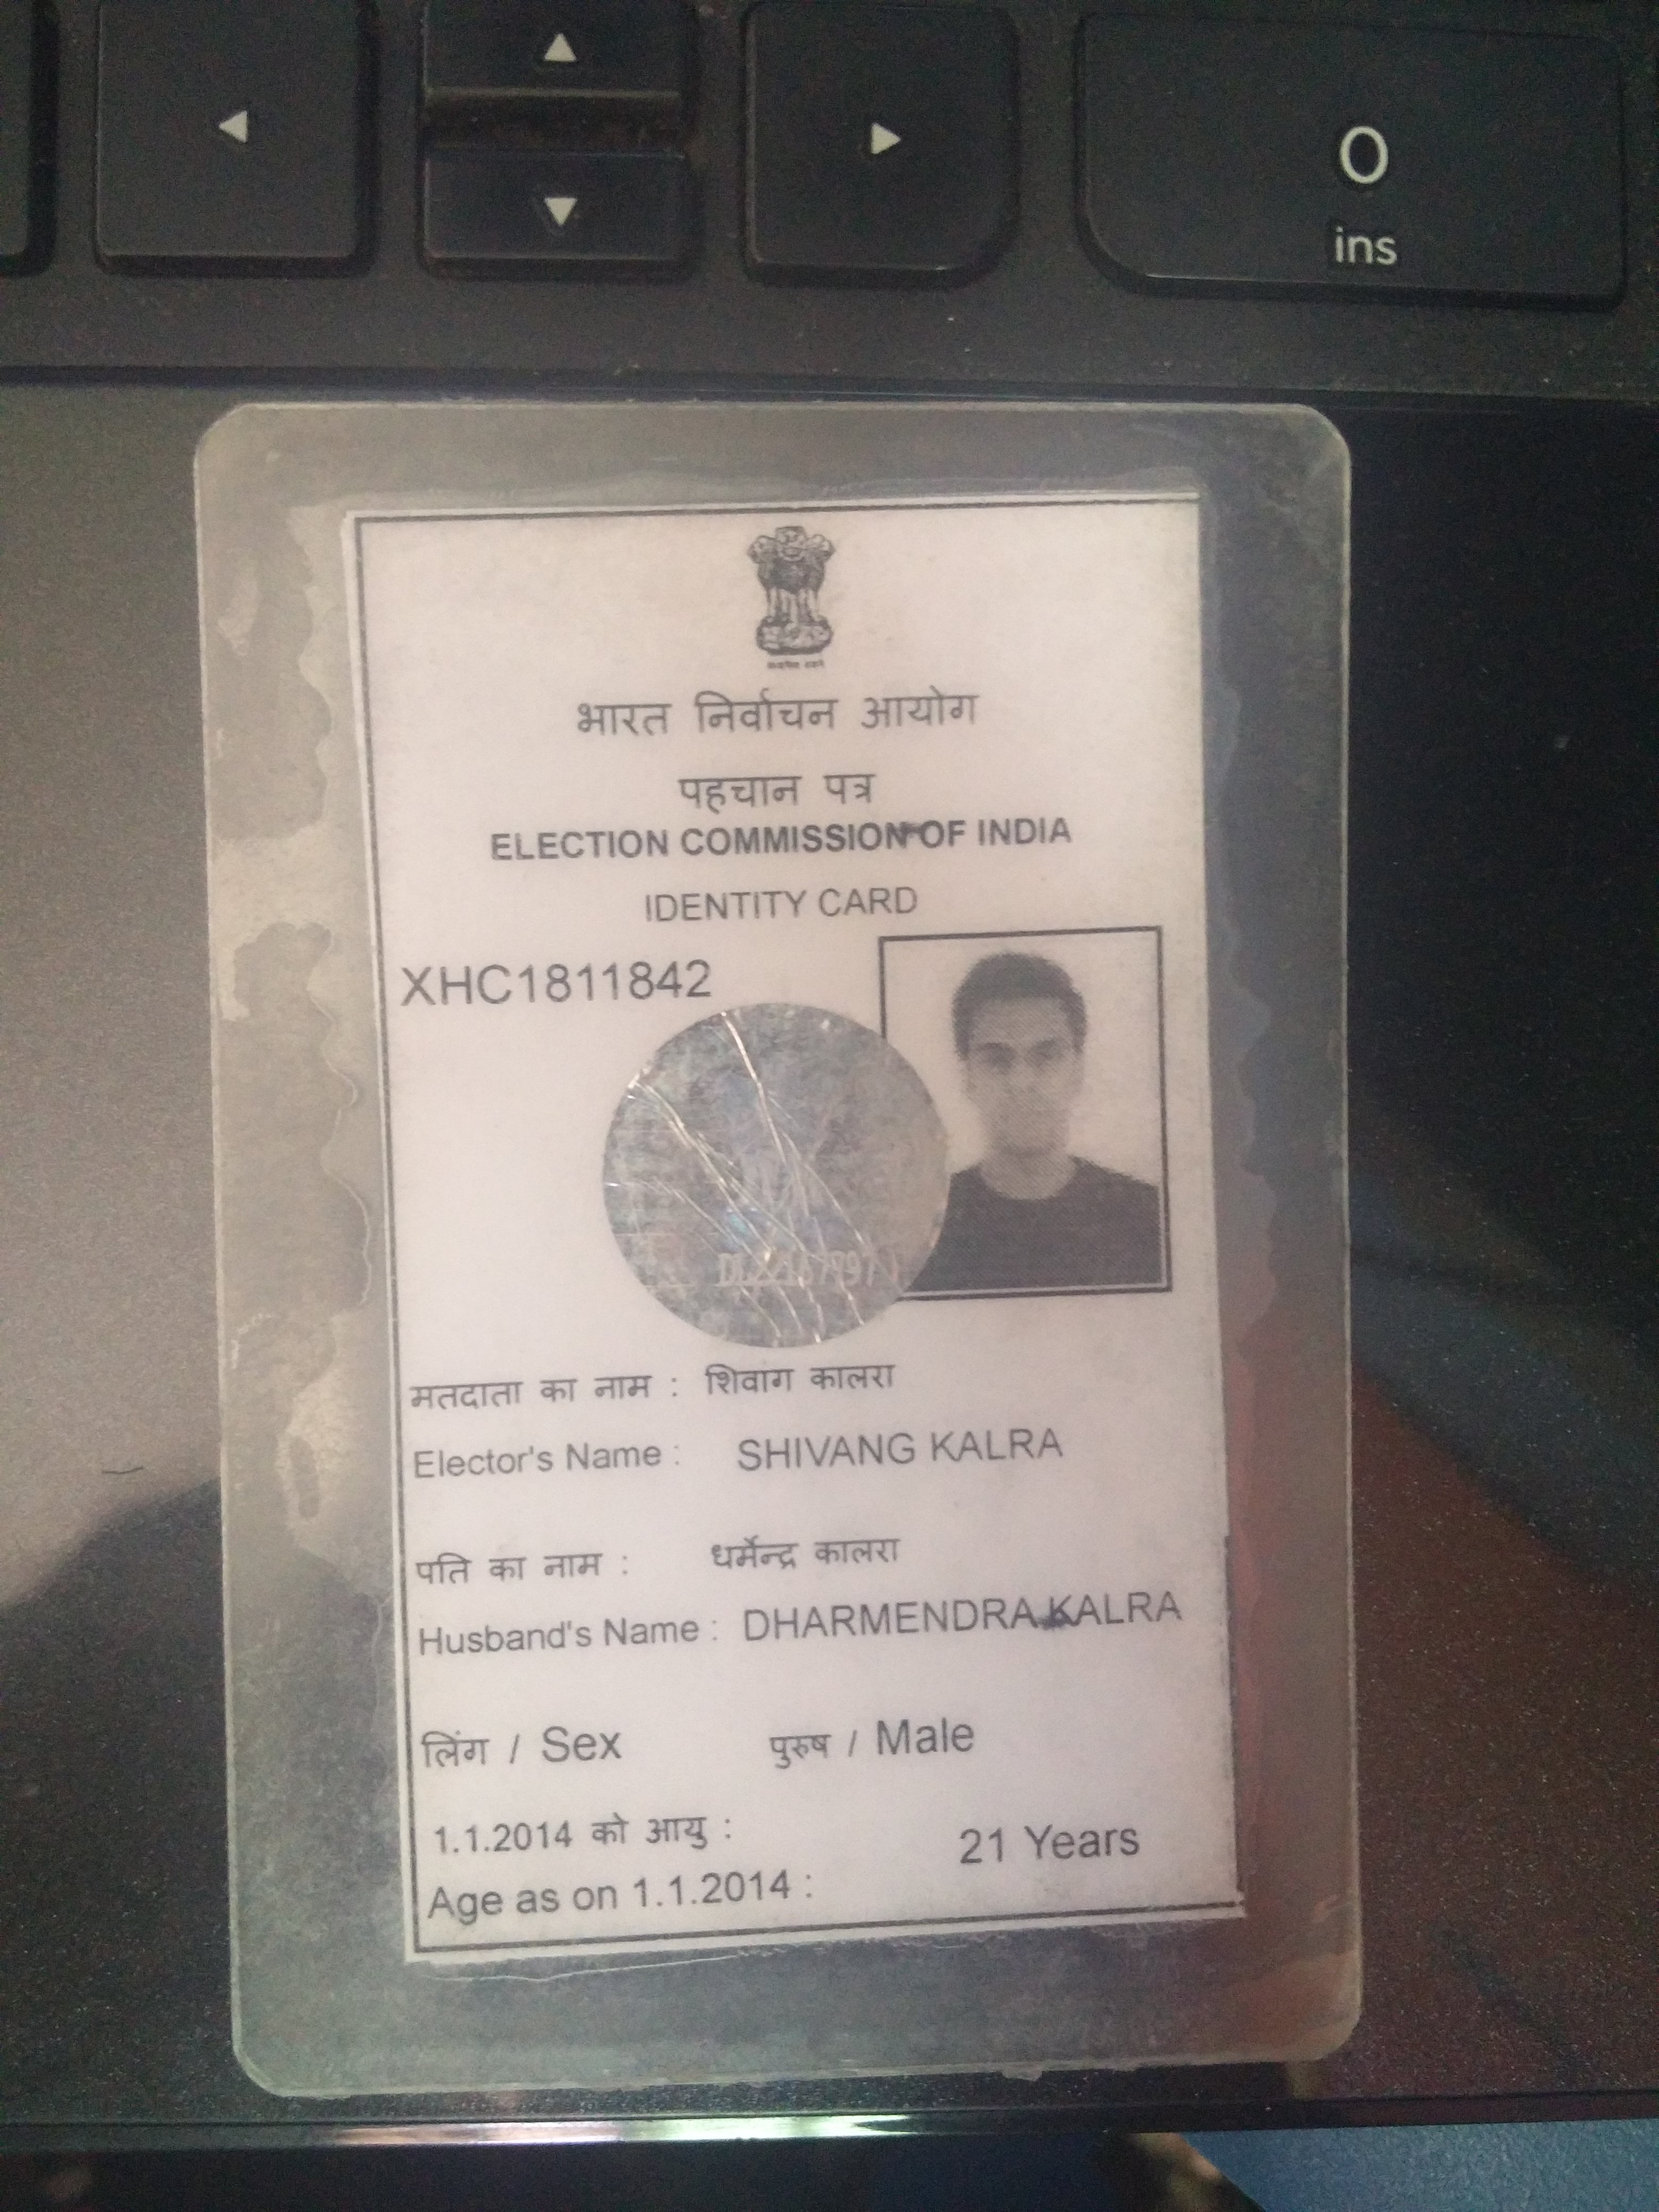 0
ins
भारत निर्वाचन आयोग
पहचान पत्र
ELECTION COMMISSION OF INDIA
IDENTITY CARD
XHC1811842
मतदाता का नाम : शिवांग कालरा
Elector's Name : SHIVANG KALRA
पति का नाम : धर्मेन्द्र कालरा
Husband's Name : DHARMENDRA KALRA
लिंग / Sex पुरुष / Male
1.1.2014 को आयु :
21 Years
Age as on 1.1.2014 :